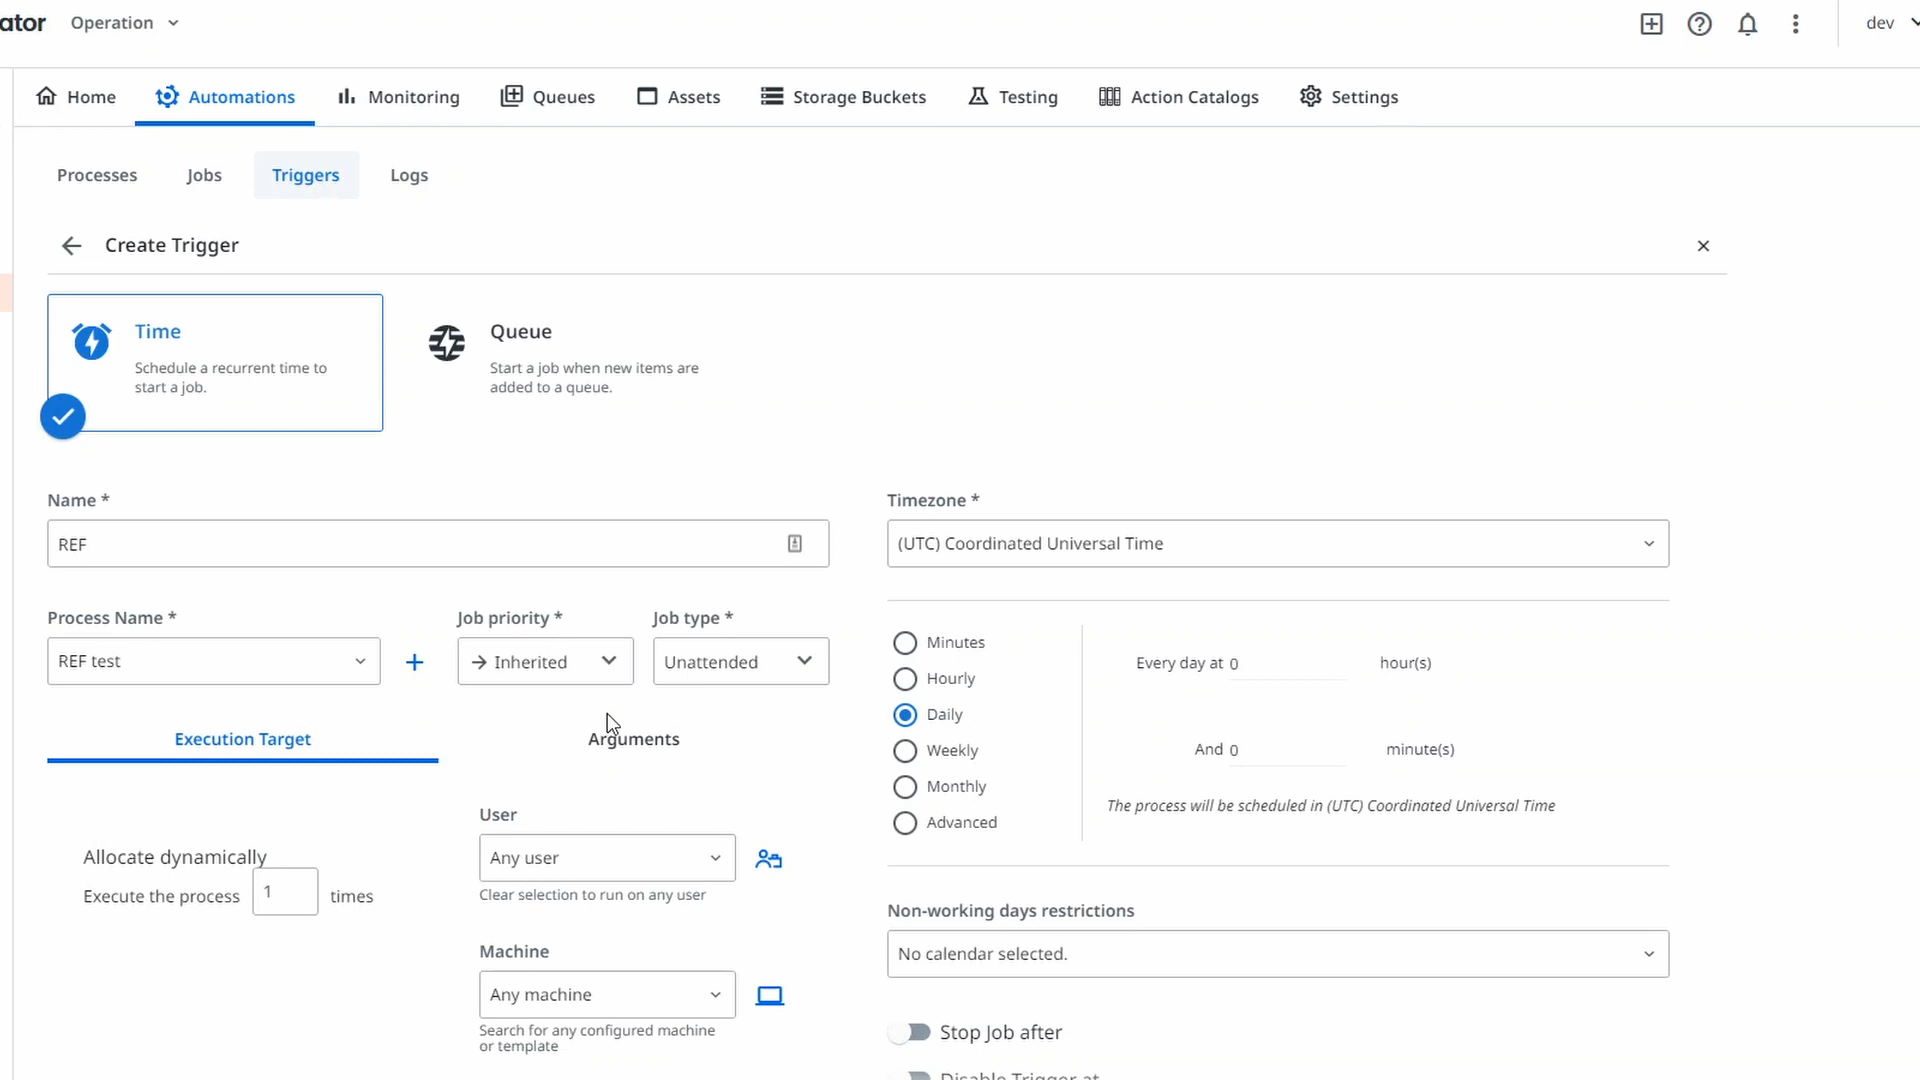 ator Operation dev
Home Automations Monitoring Queues Assets Storage Buckets Testing Action Catalogs Settings
Processes Jobs Triggers Logs
Create Trigger
Time
Schedule a recurrent time to
start a job.
Queue
Start a job when new items are
added to a queue.
Name *
REF
Process Name *
REF test
Job priority *
Inherited
Job type *
Unattended
Execution Target
Arguments
Allocate dynamically
Execute the process 1 times
User
Any user
Clear selection to run on any user
Machine
Any machine
Search for any configured machine
or template
Timezone *
(UTC) Coordinated Universal Time
Minutes
Hourly
Daily
Weekly
Monthly
Advanced
Every day at 0 hour(s)
And 0 minute(s)
The process will be scheduled in (UTC) Coordinated Universal Time
Non-working days restrictions
No calendar selected.
Stop Job after
Disable Trigger at